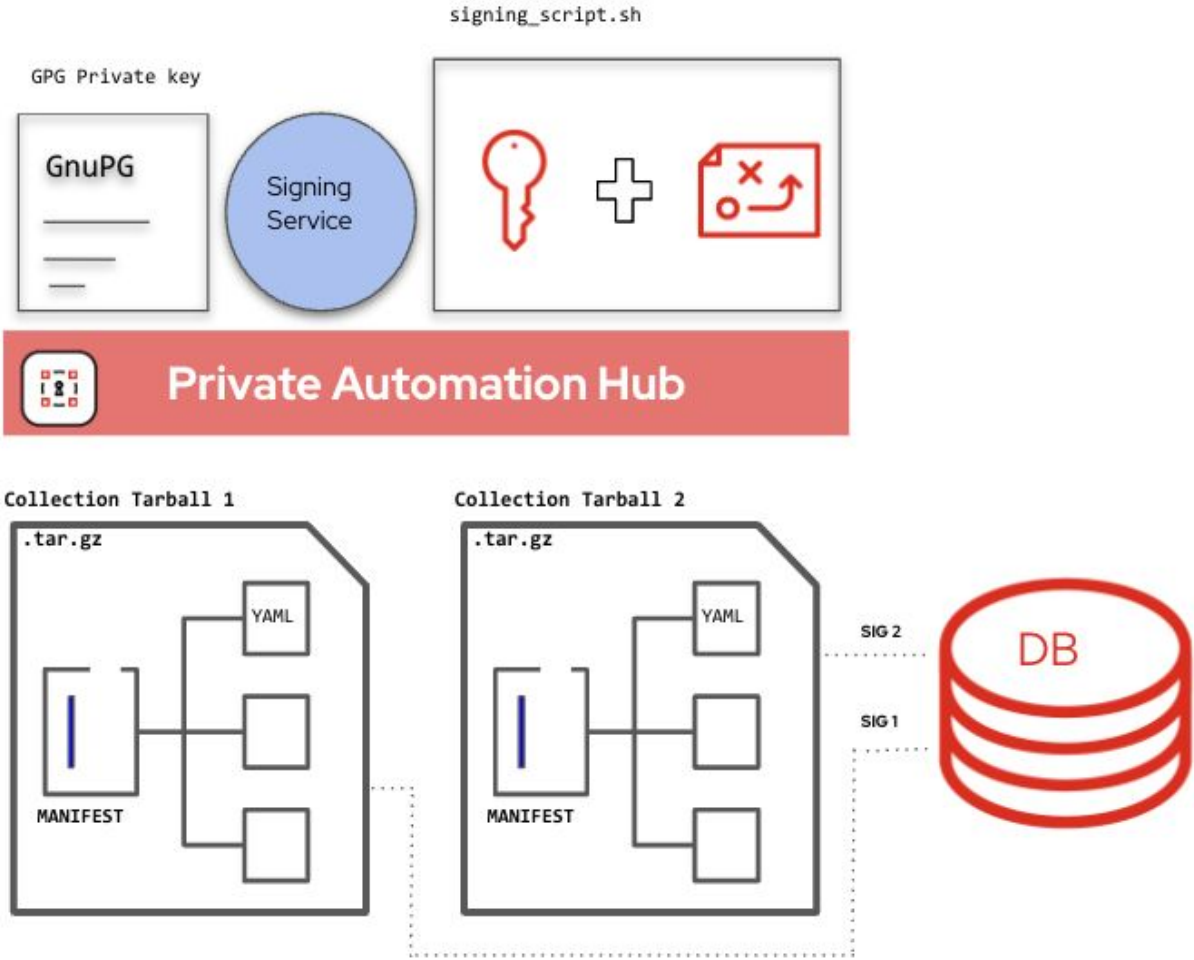 signing_script.sh
GPG Private key
GnuPG
Signing
Service
Private Automation Hub
Collection Tarball 1
Collection Tarball 2
.tar.gz
.tar.gz
YAML
YAML
SIG 2
DB
SIG 1
MANIFEST
MANIFEST